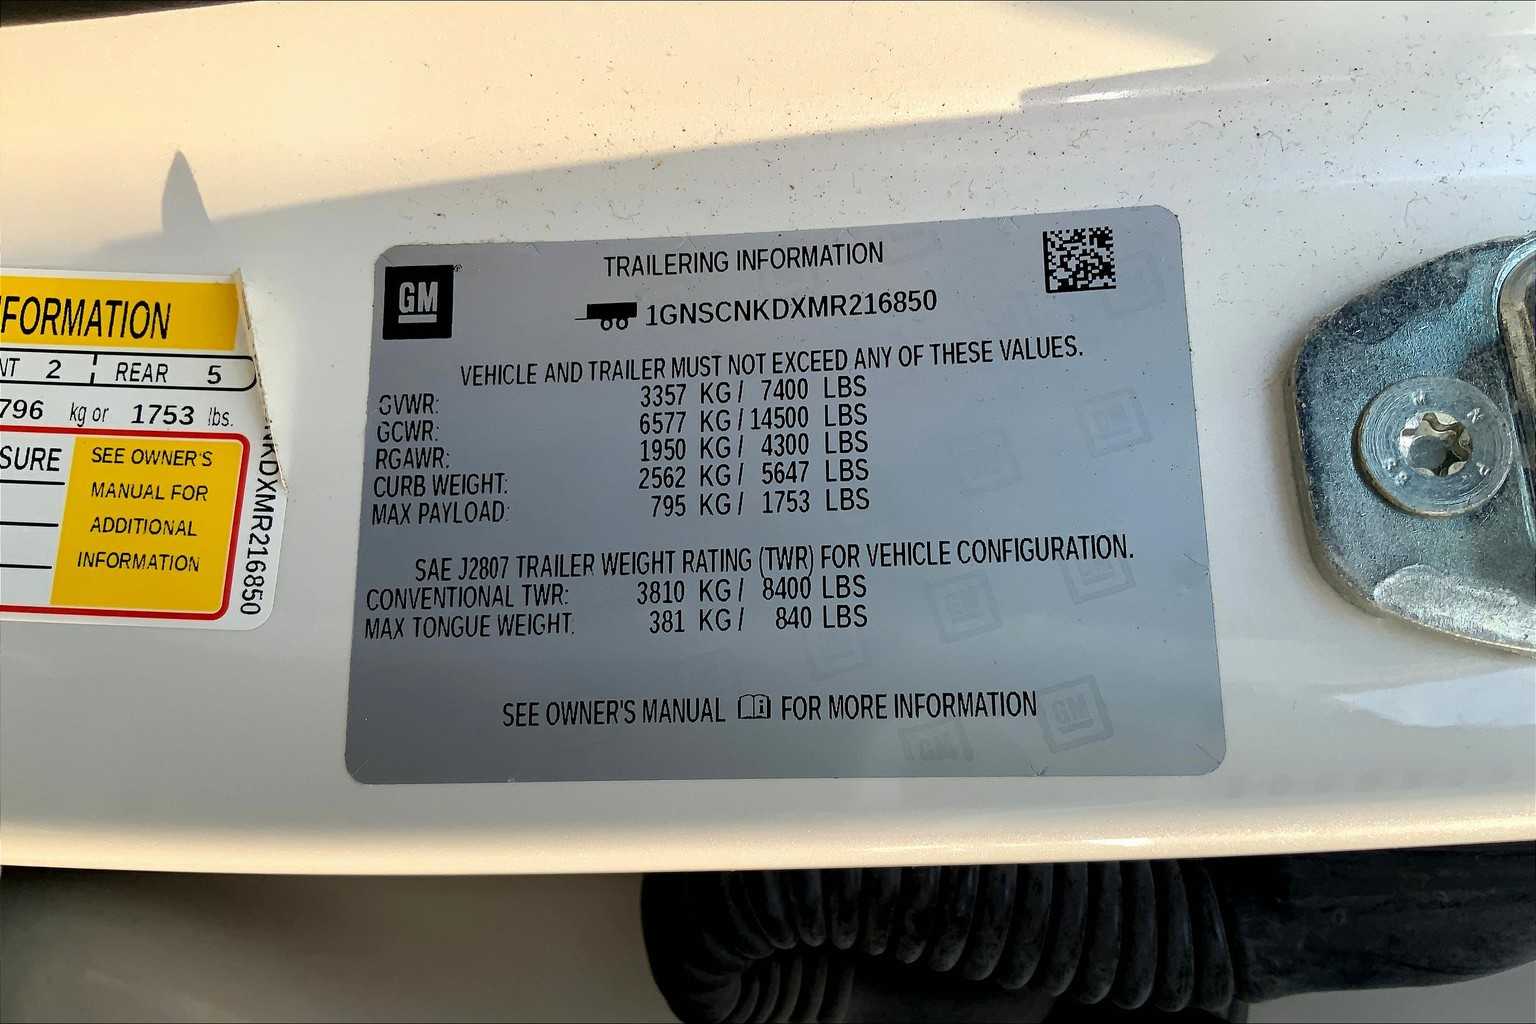 NFORMATION
NT 2 REAR 5
796 kg or 1753 lbs.
SURE
SEE OWNER'S
MANUAL FOR
ADDITIONAL
INFORMATION
NKDXMR216850
GM
TRAILERING INFORMATION
1GNSCNKDXMR216850
VEHICLE AND TRAILER MUST NOT EXCEED ANY OF THESE VALUES.
GVWR: 3357 KG / 7400 LBS
GCWR: 6577 KG / 14500 LBS
RGAWR: 1950 KG / 4300 LBS
CURB WEIGHT: 2562 KG / 5647 LBS
MAX PAYLOAD: 795 KG / 1753 LBS
SAE J2807 TRAILER WEIGHT RATING (TWR) FOR VEHICLE CONFIGURATION.
CONVENTIONAL TWR: 3810 KG / 8400 LBS
MAX TONGUE WEIGHT: 381 KG / 840 LBS
SEE OWNER'S MANUAL FOR MORE INFORMATION
GM
GM